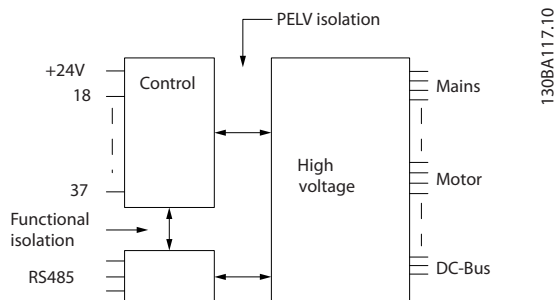 PELV isolation
130BA117.10
+24V
Control
Mains
18
High
voltage
Motor
37
Functional
isolation
RS485
DC-Bus